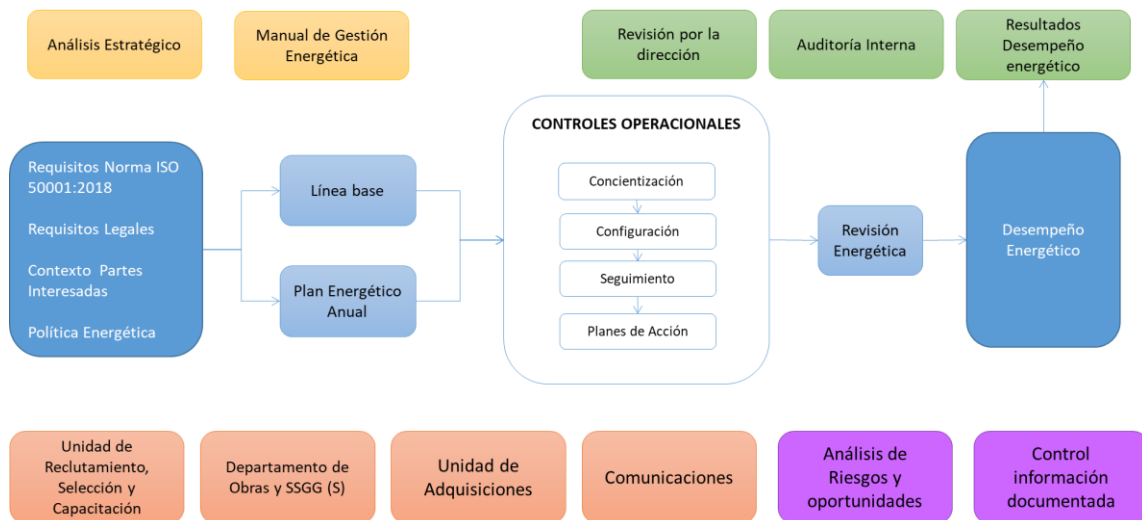 Análisis Estratégico
Manual de Gestión
Energética
Revisión por la
dirección
Auditoría Interna
Resultados
Desempeño
energético
Requisitos Norma ISO
50001:2018
Requisitos Legales
Contexto Partes
Interesadas
Política Energética
Línea base
Plan Energético
Anual
CONTROLES OPERACIONALES
Concientización
Configuración
Seguimiento
Planes de Acción
Revisión
Energética
Desempeño
Energético
Unidad de
Reclutamiento,
Selección y
Capacitación
Departamento de
Obras y SSGG (S)
Unidad de
Adquisiciones
Comunicaciones
Análisis de
Riesgos y
oportunidades
Control
información
documentada